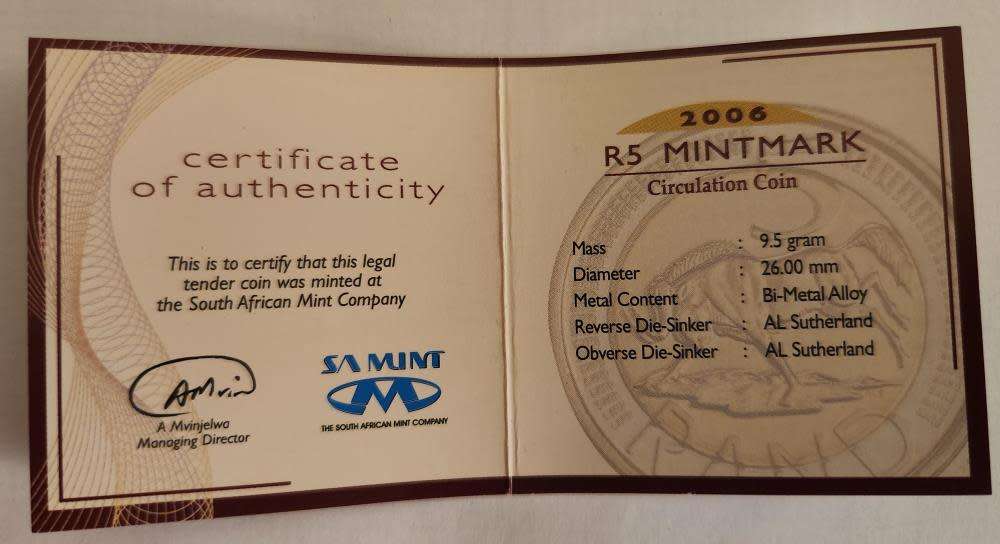 certificate
of authenticity
This is to certify that this legal
tender coin was minted at
the South African Mint Company
A Mvinjelwa
Managing Director
SA MINT
THE SOUTH AFRICAN MINT COMPANY
2006
R5 MINTMARK
Circulation Coin
Mass : 9.5 gram
Diameter : 26.00 mm
Metal Content : Bi-Metal Alloy
Reverse Die-Sinker : AL Sutherland
Obverse Die-Sinker : AL Sutherland